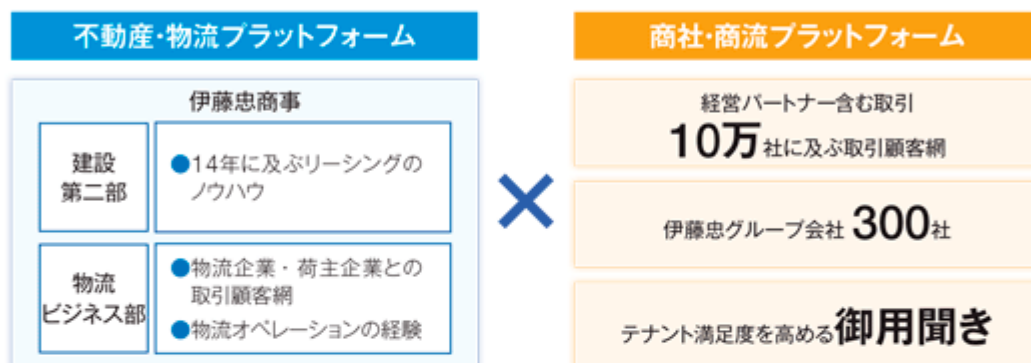 不動産・物流プラットフォーム
伊藤忠商事
建設
第二部
●14年に及ぶリーシングの
ノウハウ
物流
ビジネス部
●物流企業・荷主企業との
取引顧客網
●物流オペレーションの経験
×
商社・商流プラットフォーム
経営パートナー含む取引
10万社に及ぶ取引顧客網
伊藤忠グループ会社 300社
テナント満足度を高める御用聞き